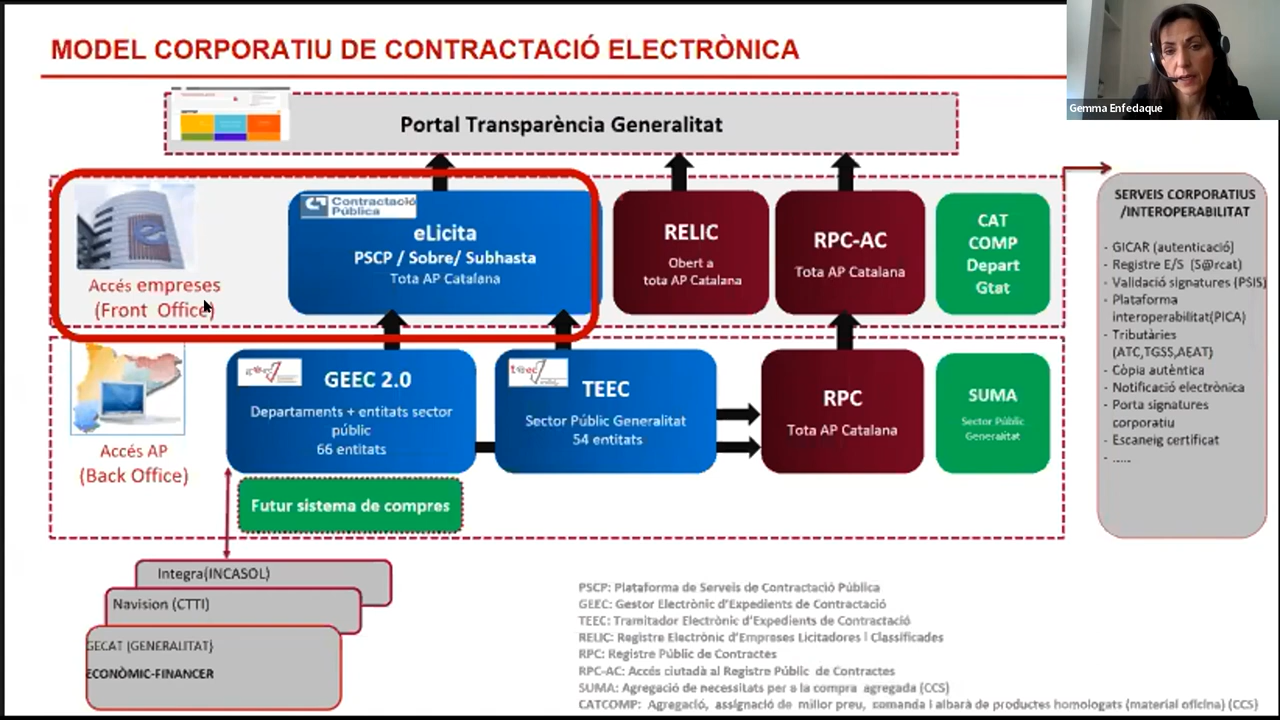 MODEL CORPORATIU DE CONTRACTACIÓ ELECTRÒNICA
Gemma Enfedaque
Portal Transparència Generalitat
Accés empreses
(Front Office)
Contractació
Pública
eLicita
PSCP / Sobre/ Subhasta
Tota AP Catalana
RELIC
Obert a
tota AP Catalana
RPC-AC
Tota AP Catalana
CAT
COMP
Depart
Gtat
SERVEIS CORPORATIUS
/INTEROPERABILITAT
- GICAR (autenticació)
- Registre E/S (S@rcat)
- Validació signatures (PSIS)
- Plataforma
interoperabilitat(PICA)
- Tributàries
(ATC,TGSS,AEAT)
- Còpia autèntica
- Notificació electrònica
- Porta signatures
corporatiu
- Escaneig certificat
- .....
Accés AP
(Back Office)
GEEC 2.0
Departaments + entitats sector
públic
66 entitats
teec
TEEC
Sector Públic Generalitat
54 entitats
RPC
Tota AP Catalana
SUMA
Sector Públic
Generalitat
Futur sistema de compres
Integra(INCASOL)
Navision (CTTI)
GECAT (GENERALITAT)
ECONÒMIC-FINANCER
PSCP: Plataforma de Serveis de Contractació Pública
GEEC: Gestor Electrònic d'Expedients de Contractació
TEEC: Tramitador Electrònic d'Expedients de Contractació
RELIC: Registre Electrònic d'Empreses Licitadores i Classificades
RPC: Registre Públic de Contractes
RPC-AC: Accés ciutadà al Registre Públic de Contractes
SUMA: Agregació de necessitats per a la compra agregada (CCS)
CATCOMP: Agregació, assignació de millor preu, comanda i albarà de productes homologats (material oficina) (CCS)